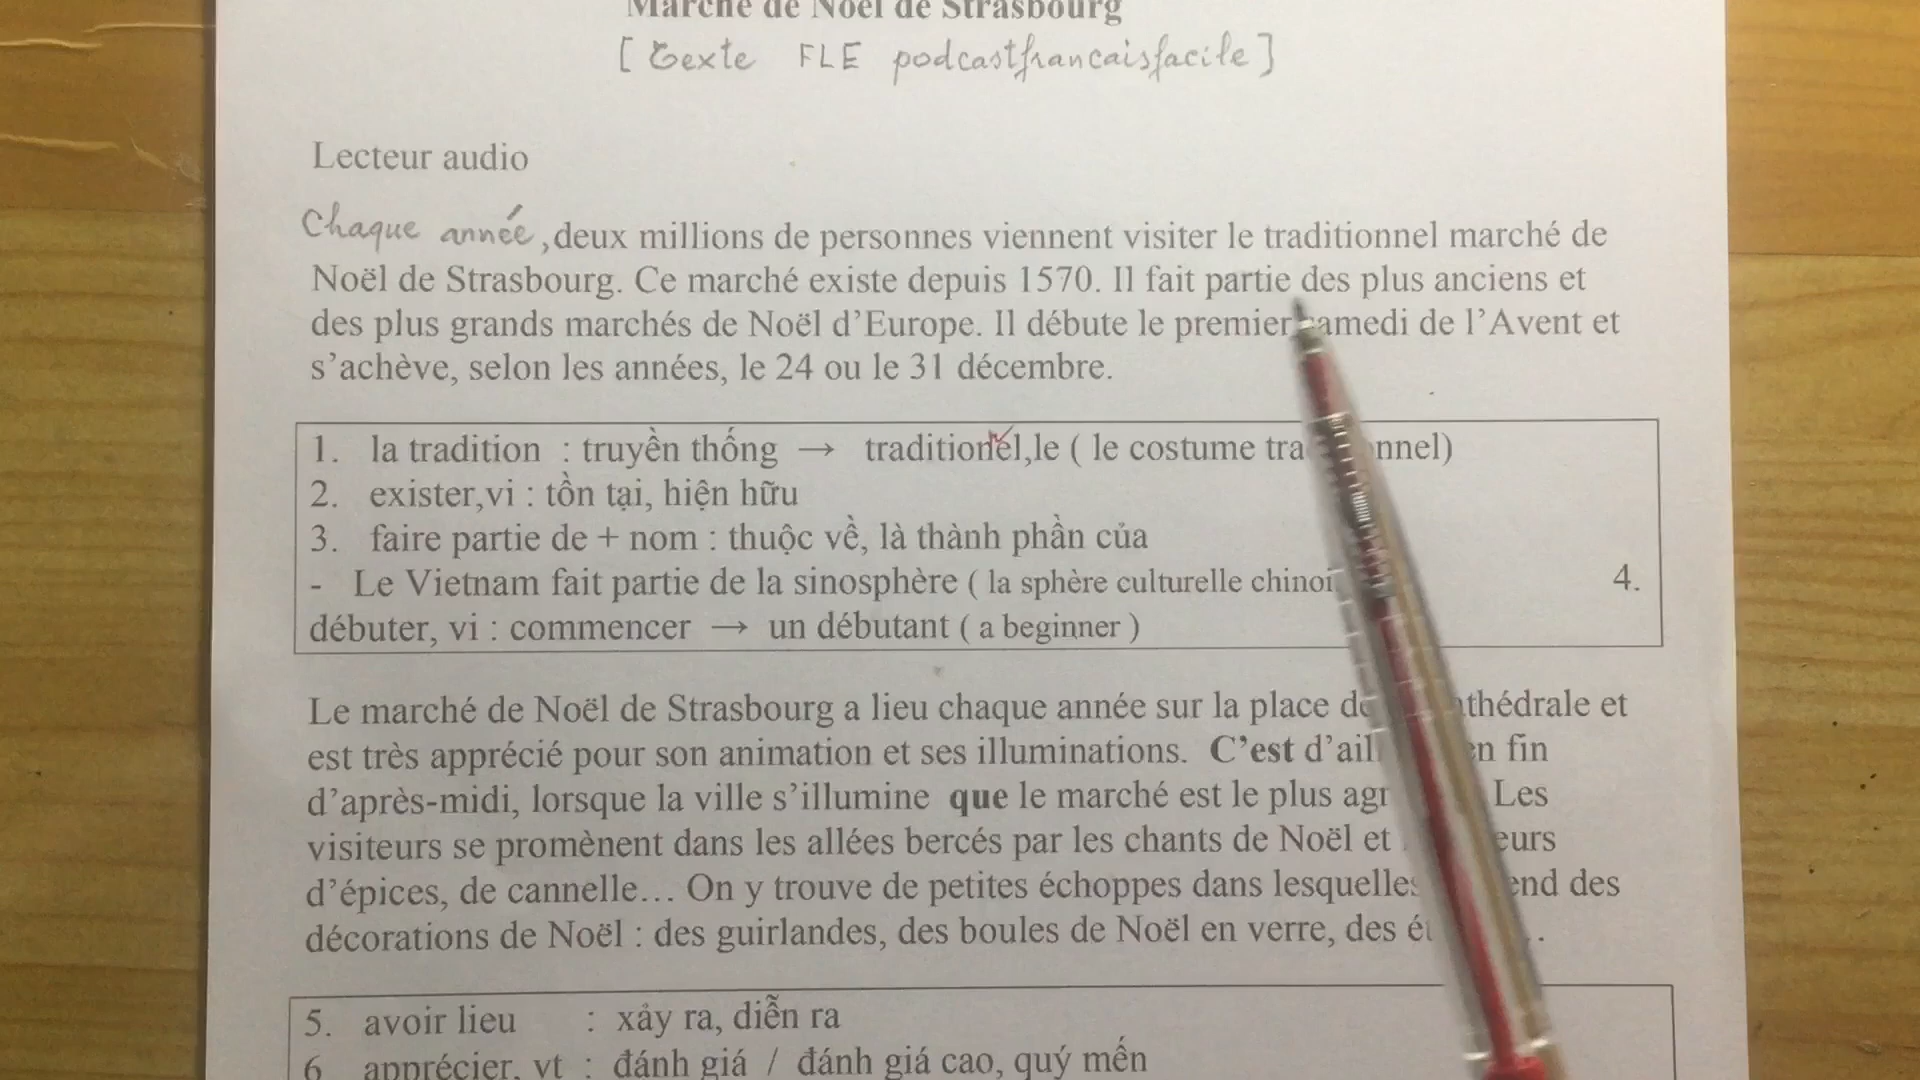 Marché de Noël de Strasbourg
[ Texte FLE podcastfrancaisfacile ]
Lecteur audio
Chaque année, deux millions de personnes viennent visiter le traditionnel marché de
Noël de Strasbourg. Ce marché existe depuis 1570. Il fait partie des plus anciens et
des plus grands marchés de Noël d’Europe. Il débute le premier samedi de l’Avent et
s’achève, selon les années, le 24 ou le 31 décembre.
1. la tradition : truyền thống → traditionel,le ( le costume
2. exister,vi : tồn tại, hiện hữu
3. faire partie de + nom : thuộc về, là thành phần của
- Le Vietnam fait partie de la sinosphère ( la sphère culturelle 4.
débuter, vi : commencer → un débutant ( a beginner )
Le marché de Noël de Strasbourg a lieu chaque année sur la place et
est très apprécié pour son animation et ses illuminations. C’est fin
d’après-midi, lorsque la ville s’illumine que le marché est le plus Les
visiteurs se promènent dans les allées bercés par les chants de Noël et
d’épices, de cannelle… On y trouve de petites échoppes dans lesquelles des
décorations de Noël : des guirlandes, des boules de Noël en verre, des
5. avoir lieu : xảy ra, diễn ra
6 apprécier, vt : đánh giá / đánh giá cao, quý mến